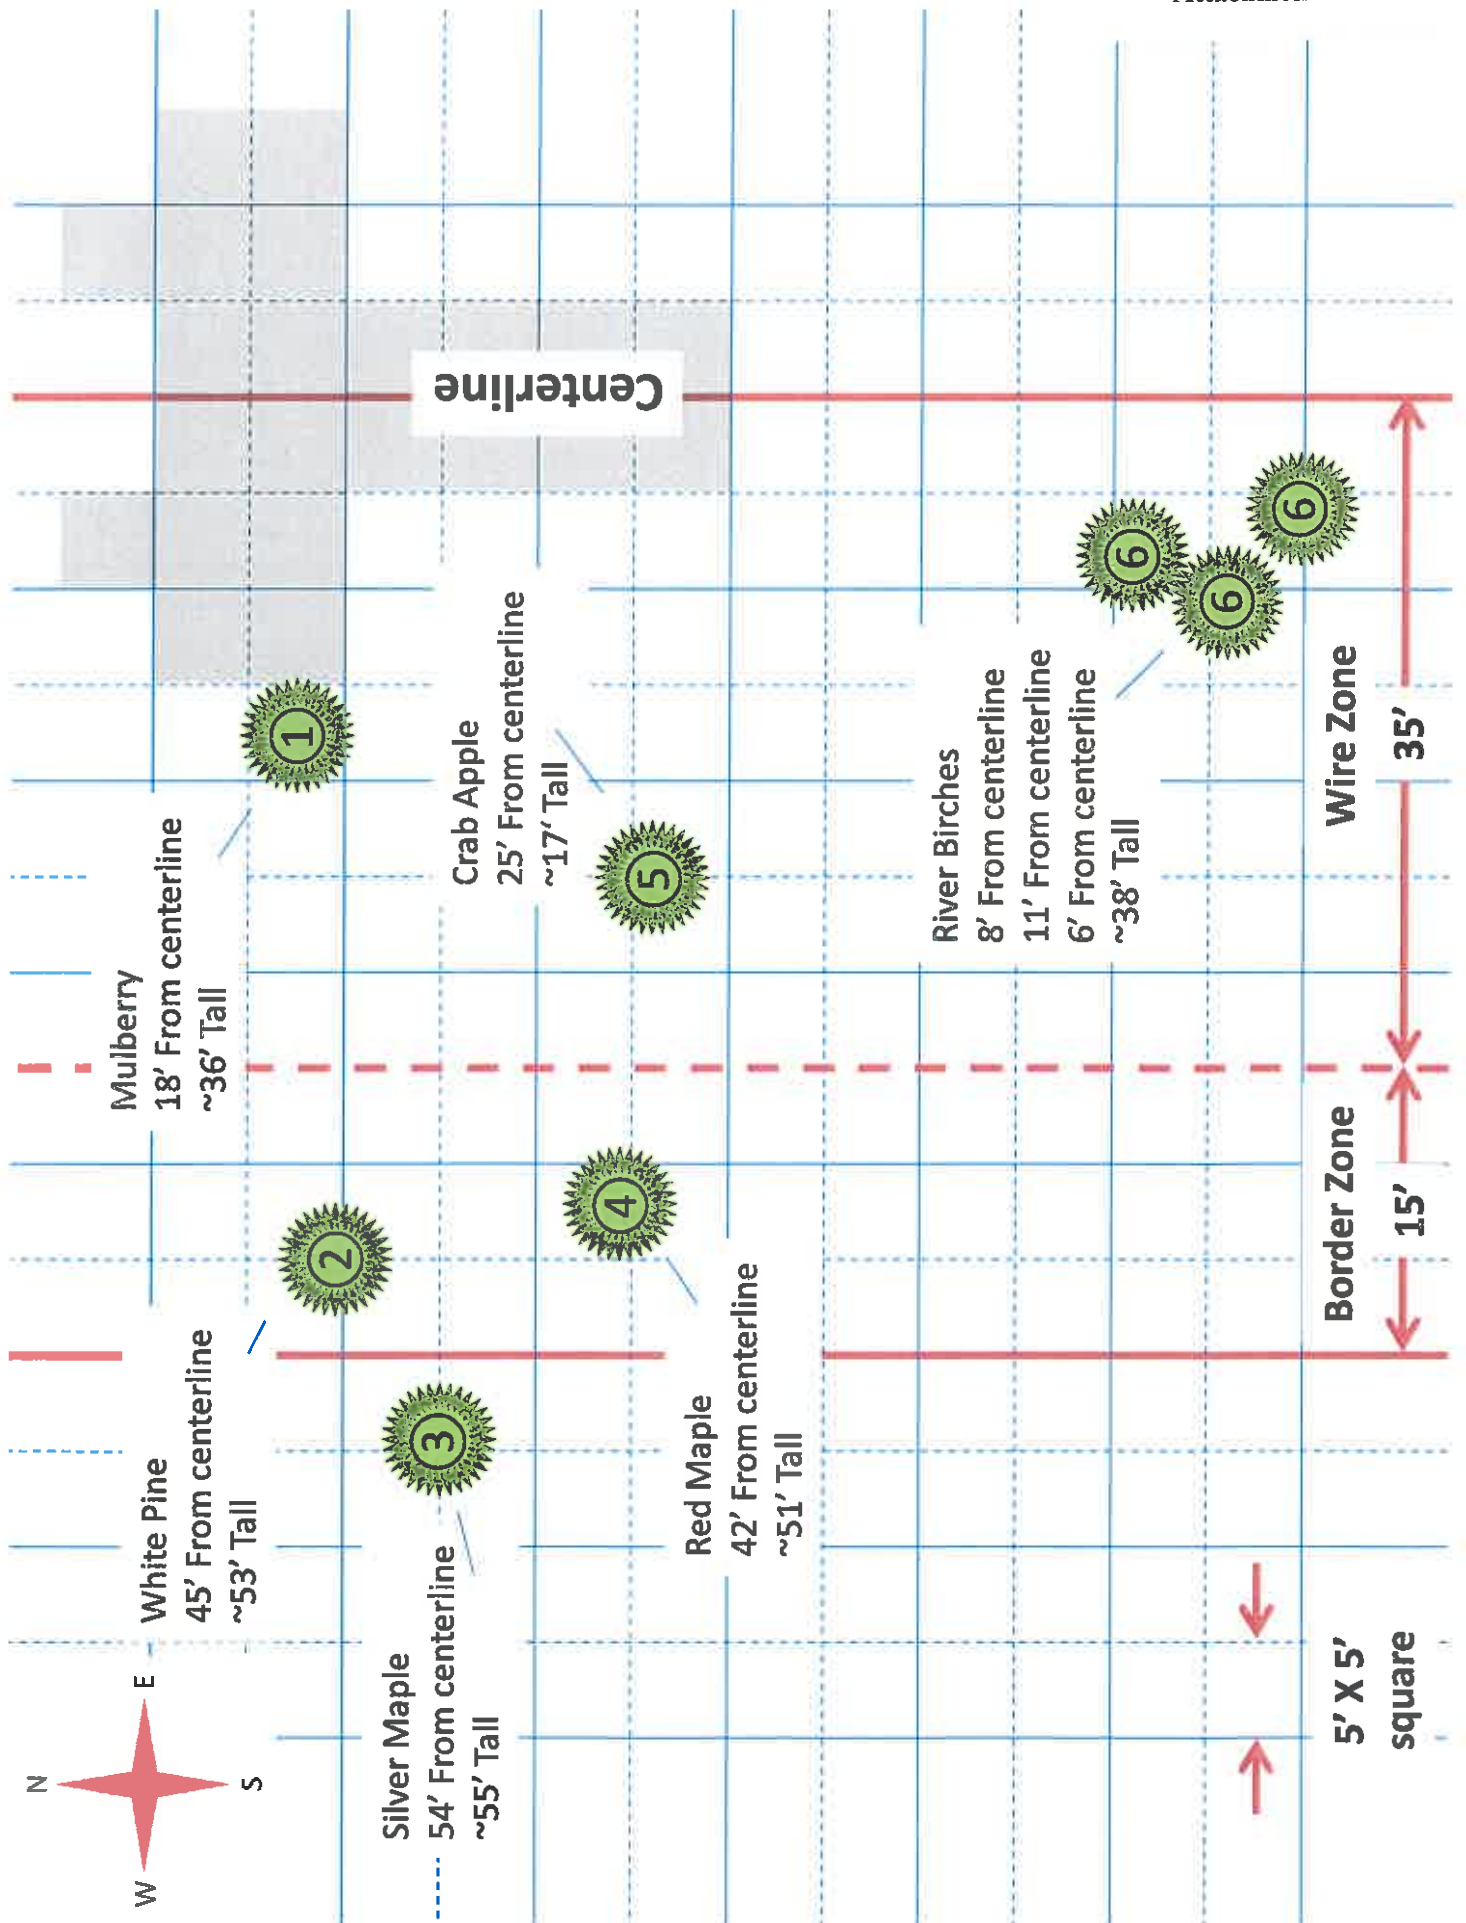 N
W
E
S
White Pine
45' From centerline
~53' Tall
Mulberry
18' From centerline
~36' Tall
Silver Maple
54' From centerline
~55' Tall
Red Maple
42' From centerline
~51' Tall
Crab Apple
25' From centerline
~17' Tall
River Birches
8' From centerline
11' From centerline
6' From centerline
~38' Tall
Centerline
1
2
3
4
5
6
6
6
Border Zone
15'
Wire Zone
35'
5' X 5'
square